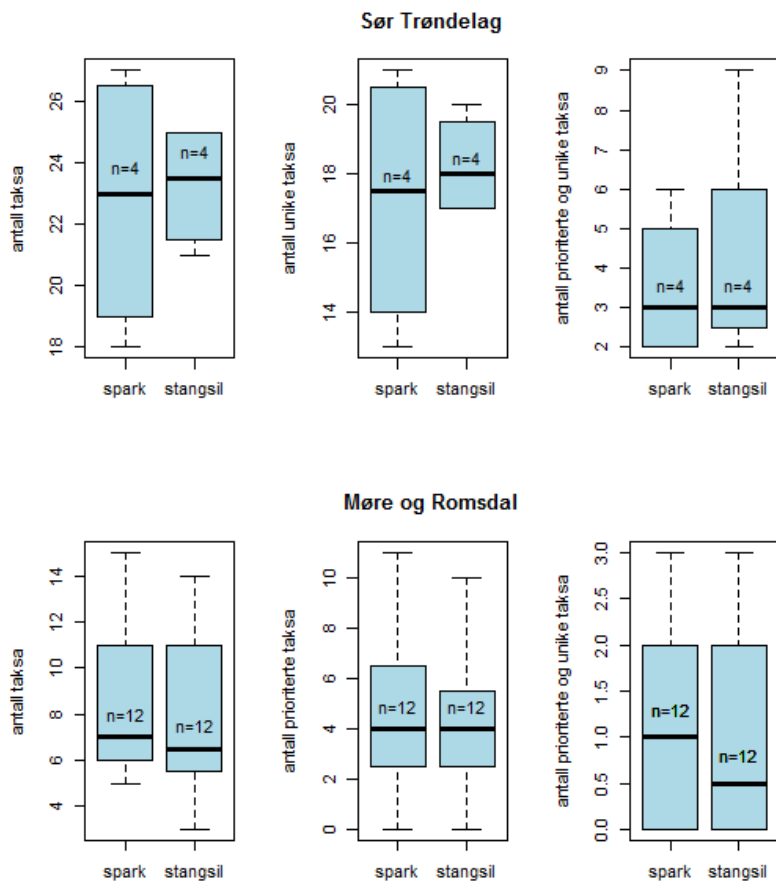 Sør Trøndelag
antall taksa
18
20
22
24
26
n=4
n=4
spark
stangsil
antall unike taksa
14
16
18
20
n=4
n=4
spark
stangsil
antall prioriterte og unike taksa
2
3
4
5
6
7
8
9
n=4
n=4
spark
stangsil
Møre og Romsdal
antall taksa
4
6
8
10
12
14
n=12
n=12
spark
stangsil
antall prioriterte taksa
0
2
4
6
8
10
n=12
n=12
spark
stangsil
antall prioriterte og unike taksa
0.0
0.5
1.0
1.5
2.0
2.5
3.0
n=12
n=12
spark
stangsil